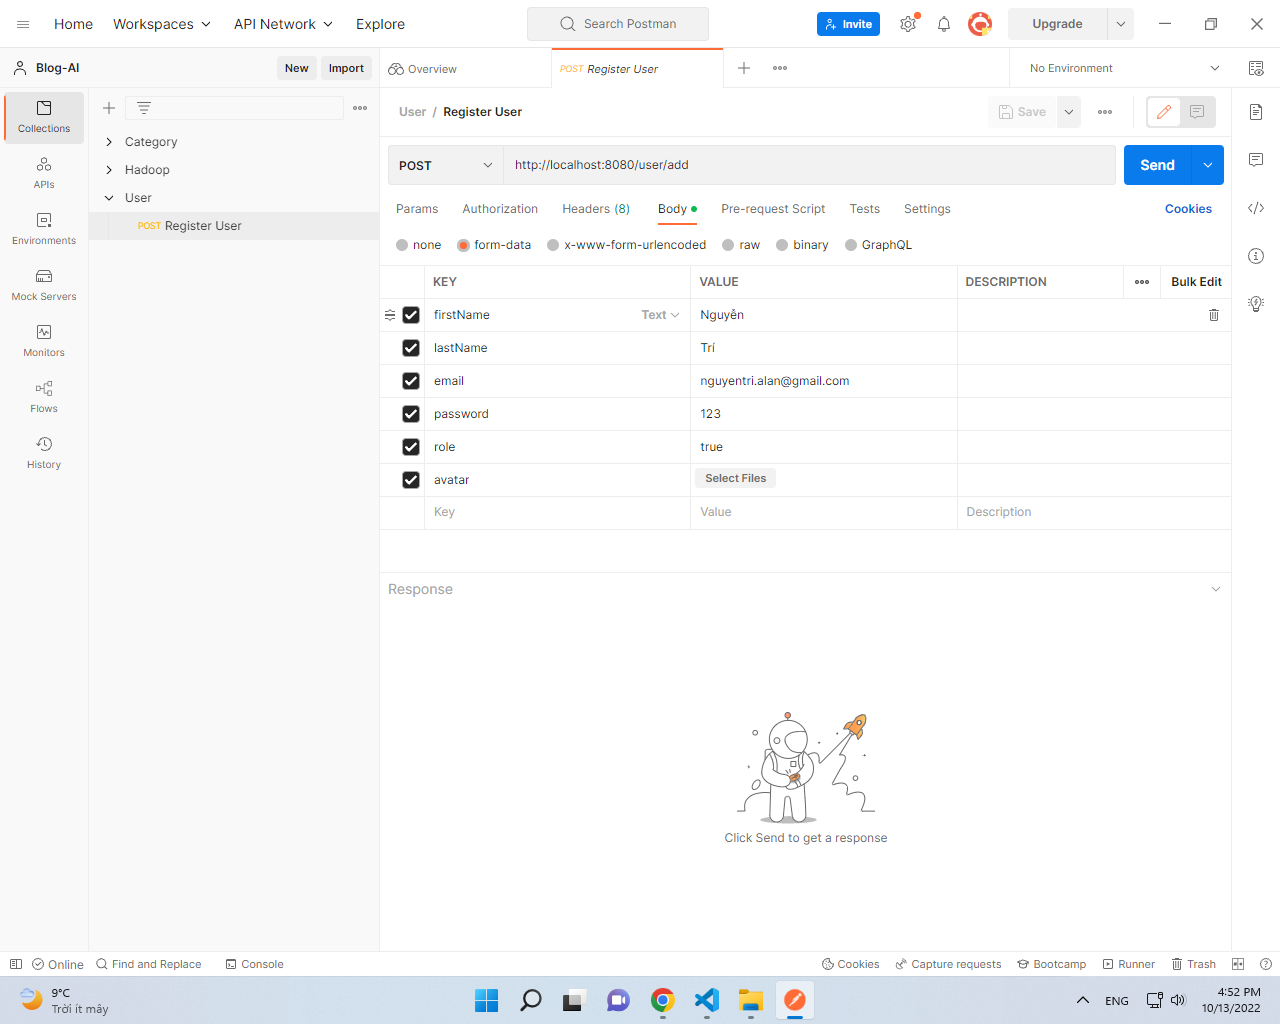 Home Workspaces API Network Explore Search Postman Invite Upgrade
Blog-AI New Import Overview POST Register User No Environment
Collections
APIs
Environments
Mock Servers
Monitors
Flows
History
Category
Hadoop
User
POST Register User
User / Register User Save
POST http://localhost:8080/user/add Send
Params Authorization Headers (8) Body Pre-request Script Tests Settings Cookies
none form-data x-www-form-urlencoded raw binary GraphQL
KEY VALUE DESCRIPTION Bulk Edit
firstName Text Nguyễn
lastName Trí
email nguyentri.alan@gmail.com
password 123
role true
avatar Select Files
Key Value Description
Response
Click Send to get a response
Online Find and Replace Console Cookies Capture requests Bootcamp Runner Trash
9°C
Trời ít mây
ENG
4:52 PM
10/13/2022